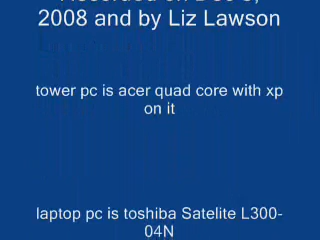 2008 and by Liz Lawson
tower pc is acer quad core with xp
on it
laptop pc is toshiba Satelite L300-
04N